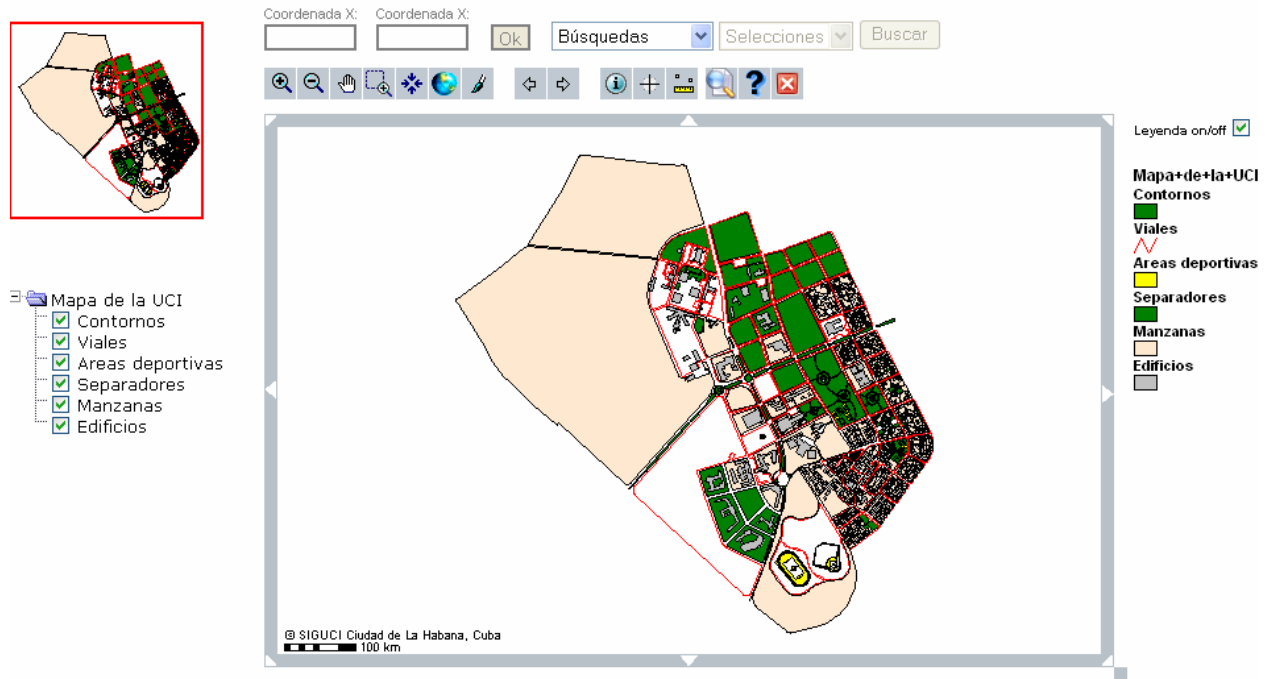 Coordenada X: Coordenada X:
Ok Búsquedas Selecciones Buscar
Leyenda on/off
Mapa+de+la+UCI
Contornos
Viales
Areas deportivas
Separadores
Manzanas
Edificios
Mapa de la UCI
Contornos
Viales
Areas deportivas
Separadores
Manzanas
Edificios
© SIGUCI Ciudad de La Habana, Cuba
100 km